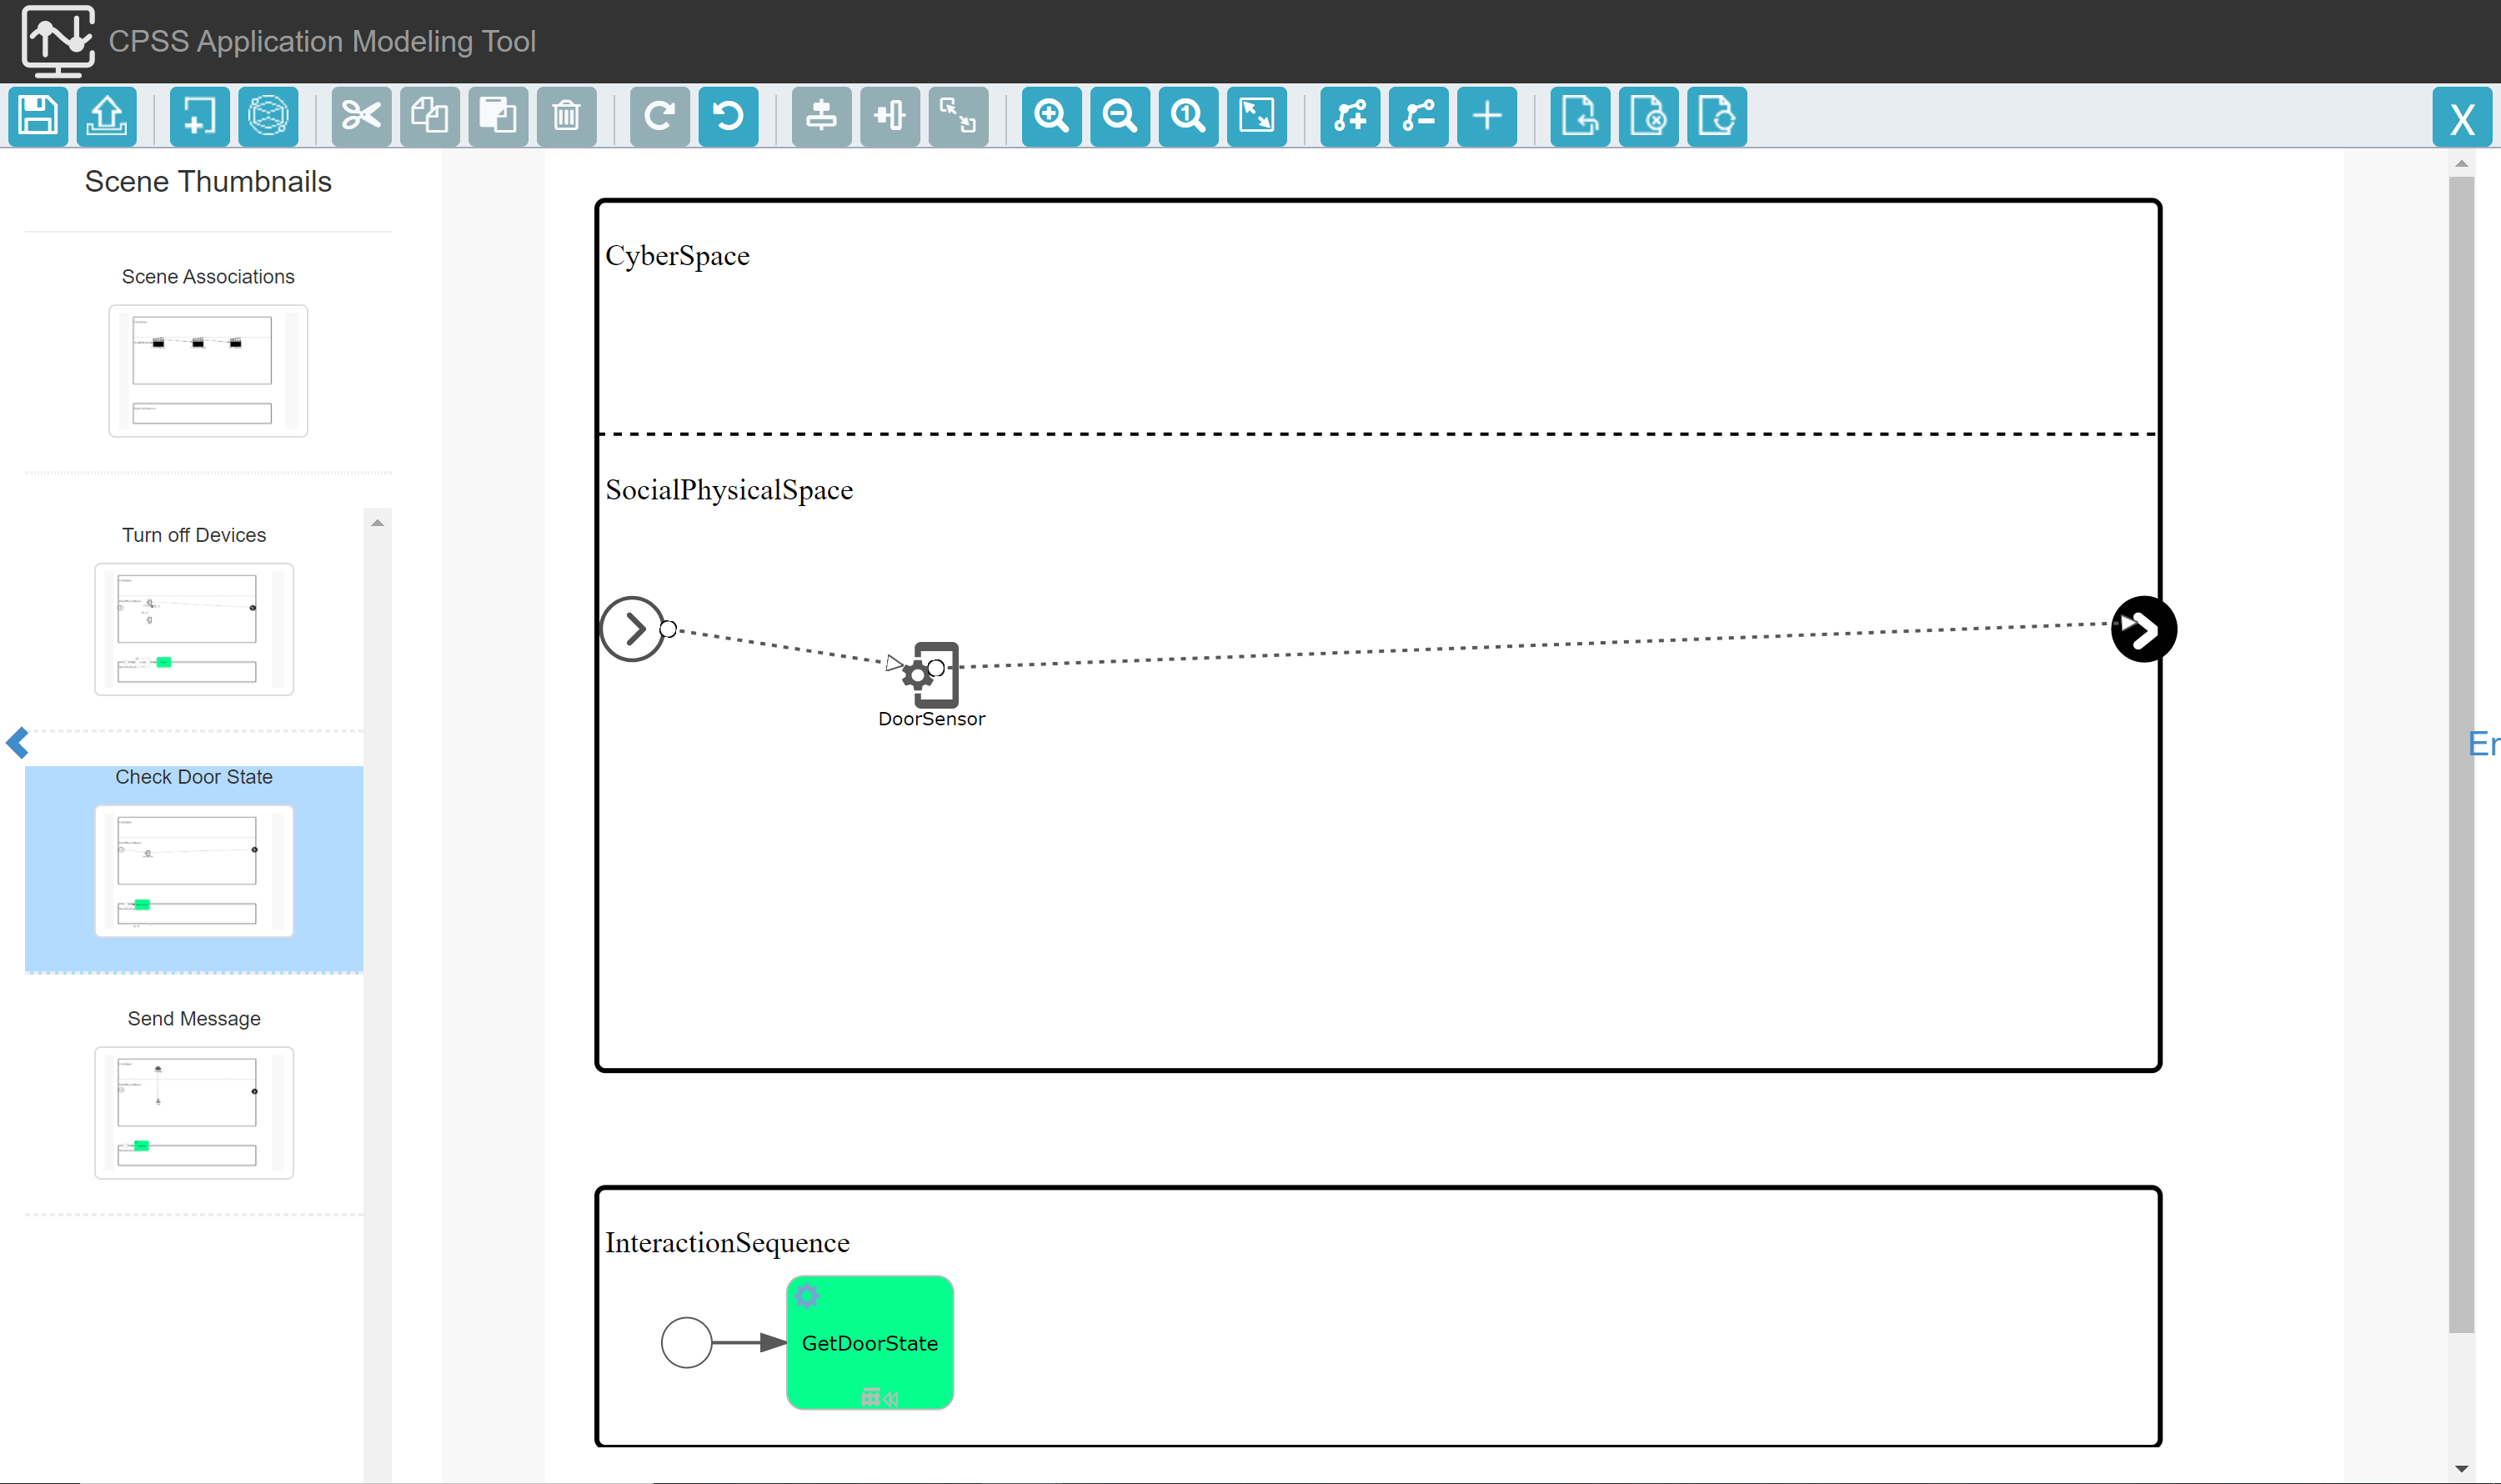 CPSS Application Modeling Tool
X
Scene Thumbnails
Scene Associations
Turn off Devices
Check Door State
Send Message
CyberSpace
SocialPhysicalSpace
DoorSensor
InteractionSequence
GetDoorState
En